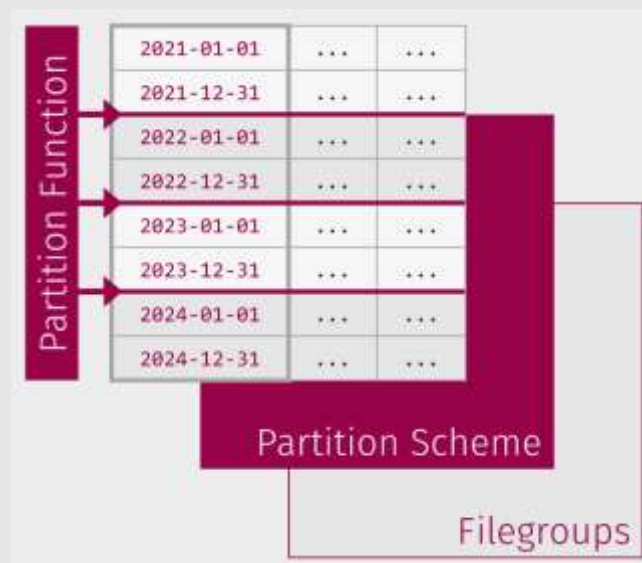 Partition Function
2021-01-01 ... ...
2021-12-31 ... ...
2022-01-01 ... ...
2022-12-31 ... ...
2023-01-01 ... ...
2023-12-31 ... ...
2024-01-01 ... ...
2024-12-31 ... ...
Partition Scheme
Filegroups